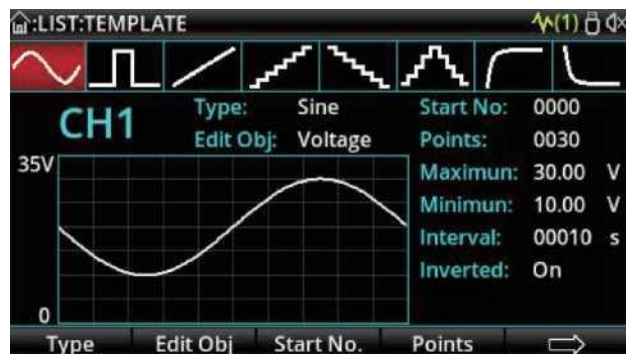 :LIST:TEMPLATE (1)
CH1
Type: Sine
Edit Obj: Voltage
35V
0
Start No: 0000
Points: 0030
Maximun: 30.00 V
Minimun: 10.00 V
Interval: 00010 s
Inverted: On
Type Edit Obj Start No. Points